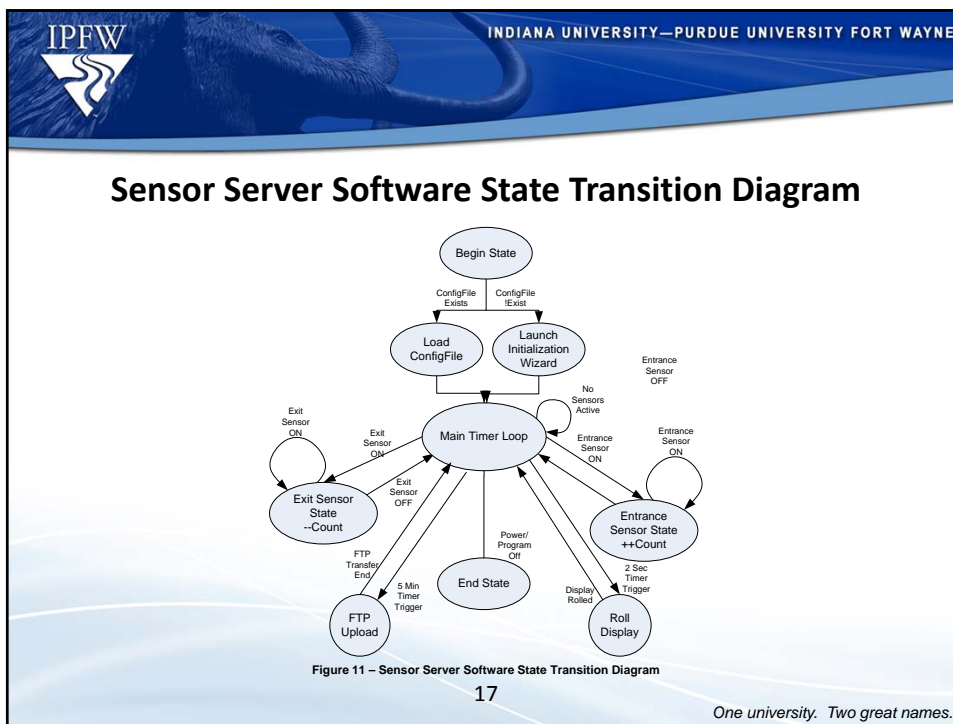 IPFW
INDIANA UNIVERSITY—PURDUE UNIVERSITY FORT WAYNE
Sensor Server Software State Transition Diagram
Begin State
ConfigFile
Exists
ConfigFile
!Exist
Load
ConfigFile
Launch
Initialization
Wizard
Entrance
Sensor
OFF
No
Sensors
Active
Exit
Sensor
ON
Exit
Sensor
ON
Main Timer Loop
Entrance
Sensor
ON
Entrance
Sensor
ON
Exit
Sensor
OFF
Exit Sensor
State
--Count
Entrance
Sensor State
++Count
FTP
Transfer
End
Power/
Program
Off
End State
5 Min
Timer
Trigger
Display
Rolled
2 Sec
Timer
Trigger
FTP
Upload
Roll
Display
Figure 11 – Sensor Server Software State Transition Diagram
17
One university. Two great names.